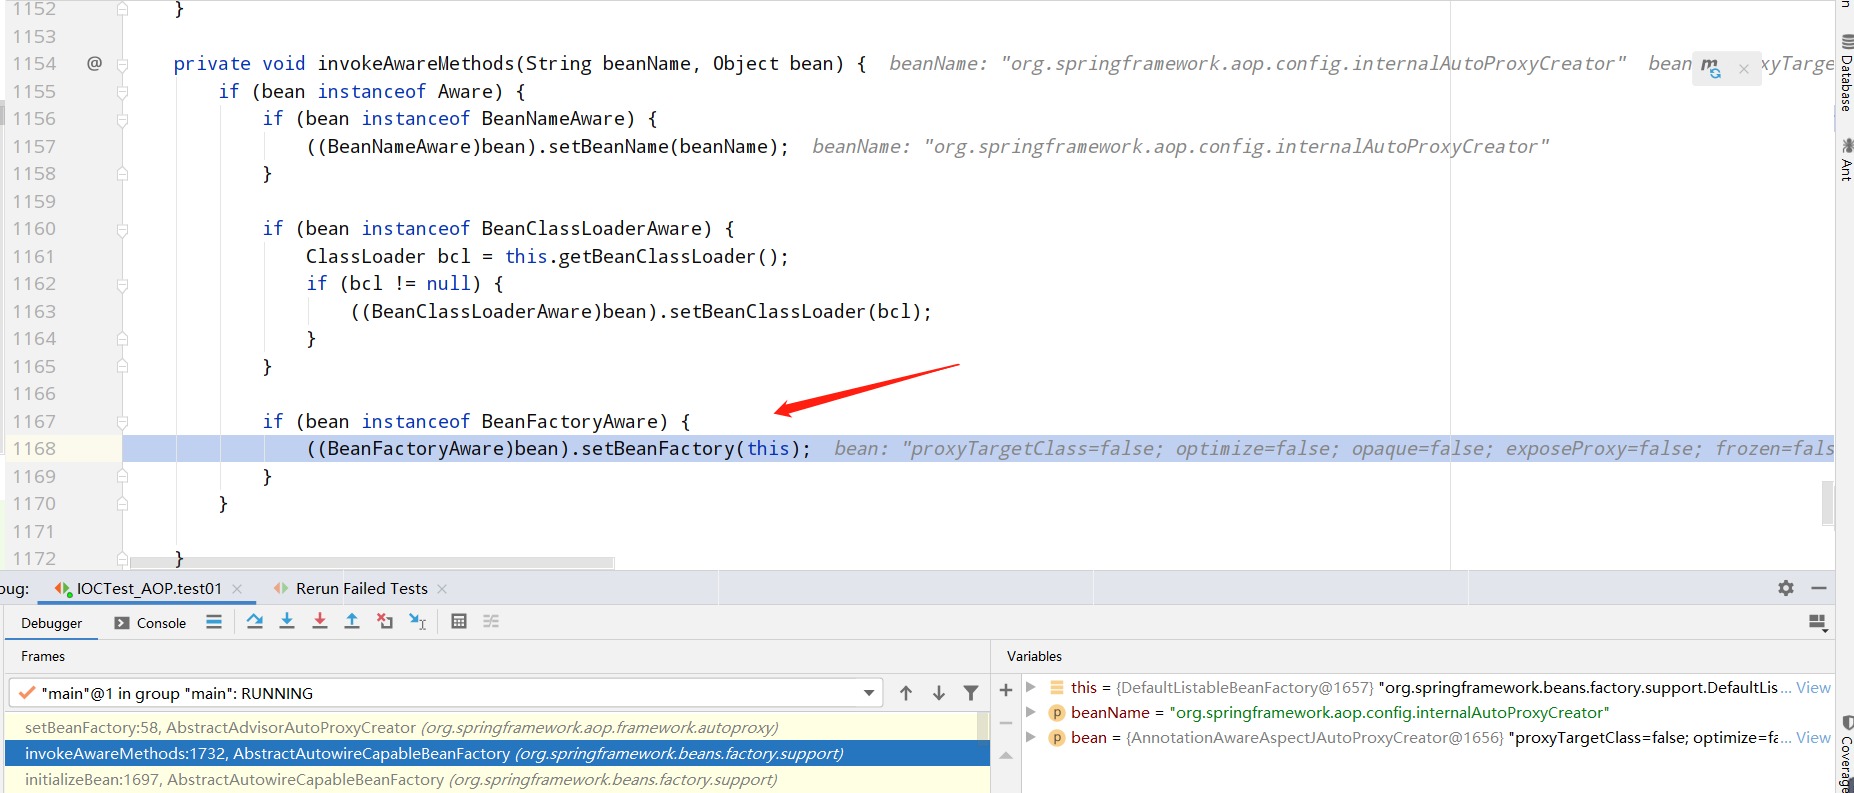 1152 }
1153
1154 @ private void invokeAwareMethods(String beanName, Object bean) { beanName: "org.springframework.aop.config.internalAutoProxyCreator" bean
1155 if (bean instanceof Aware) {
1156 if (bean instanceof BeanNameAware) {
1157 ((BeanNameAware)bean).setBeanName(beanName); beanName: "org.springframework.aop.config.internalAutoProxyCreator"
1158 }
1159
1160 if (bean instanceof BeanClassLoaderAware) {
1161 ClassLoader bcl = this.getBeanClassLoader();
1162 if (bcl != null) {
1163 ((BeanClassLoaderAware)bean).setBeanClassLoader(bcl);
1164 }
1165 }
1166
1167 if (bean instanceof BeanFactoryAware) {
1168 ((BeanFactoryAware)bean).setBeanFactory(this); bean: "proxyTargetClass=false; optimize=false; opaque=false; exposeProxy=false; frozen=fals
1169 }
1170 }
1171
1172 }
Database
Ant
Coverage
bug: IOCTest_AOP.test01 Rerun Failed Tests
Debugger Console
Frames
"main"@1 in group "main": RUNNING
setBeanFactory:58, AbstractAdvisorAutoProxyCreator (org.springframework.aop.framework.autoproxy)
invokeAwareMethods:1732, AbstractAutowireCapableBeanFactory (org.springframework.beans.factory.support)
initializeBean:1697, AbstractAutowireCapableBeanFactory (org.springframework.beans.factory.support)
Variables
this = {DefaultListableBeanFactory@1657} "org.springframework.beans.factory.support.DefaultLis... View
beanName = "org.springframework.aop.config.internalAutoProxyCreator"
bean = {AnnotationAwareAspectJAutoProxyCreator@1656} "proxyTargetClass=false; optimize=fa... View